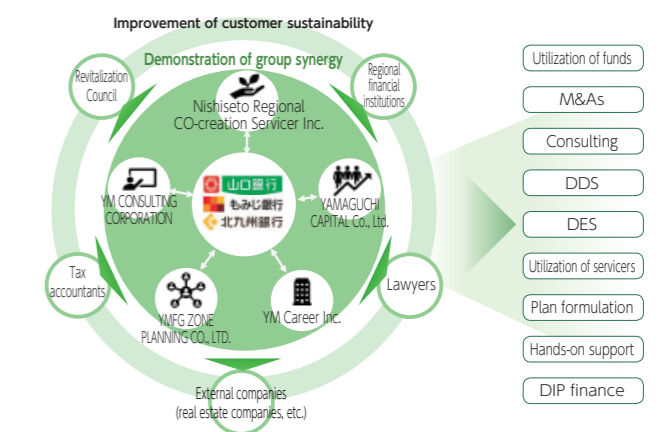 Improvement of customer sustainability
Demonstration of group synergy
Revitalization
Council
Regional
financial
institutions
Nishiseto Regional
CO-creation Servicer Inc.
YM CONSULTING
CORPORATION
山口銀行
もみじ銀行
北九州銀行
YAMAGUCHI
CAPITAL Co., Ltd.
Tax
accountants
Lawyers
YMFG ZONE
PLANNING CO., LTD.
YM Career Inc.
External companies
(real estate companies, etc.)
Utilization of funds
M&As
Consulting
DDS
DES
Utilization of servicers
Plan formulation
Hands-on support
DIP finance